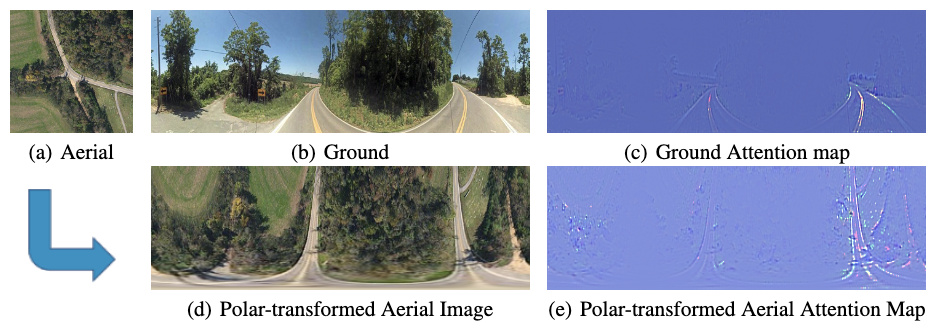 (a) Aerial
(b) Ground
(c) Ground Attention map
(d) Polar-transformed Aerial Image
(e) Polar-transformed Aerial Attention Map